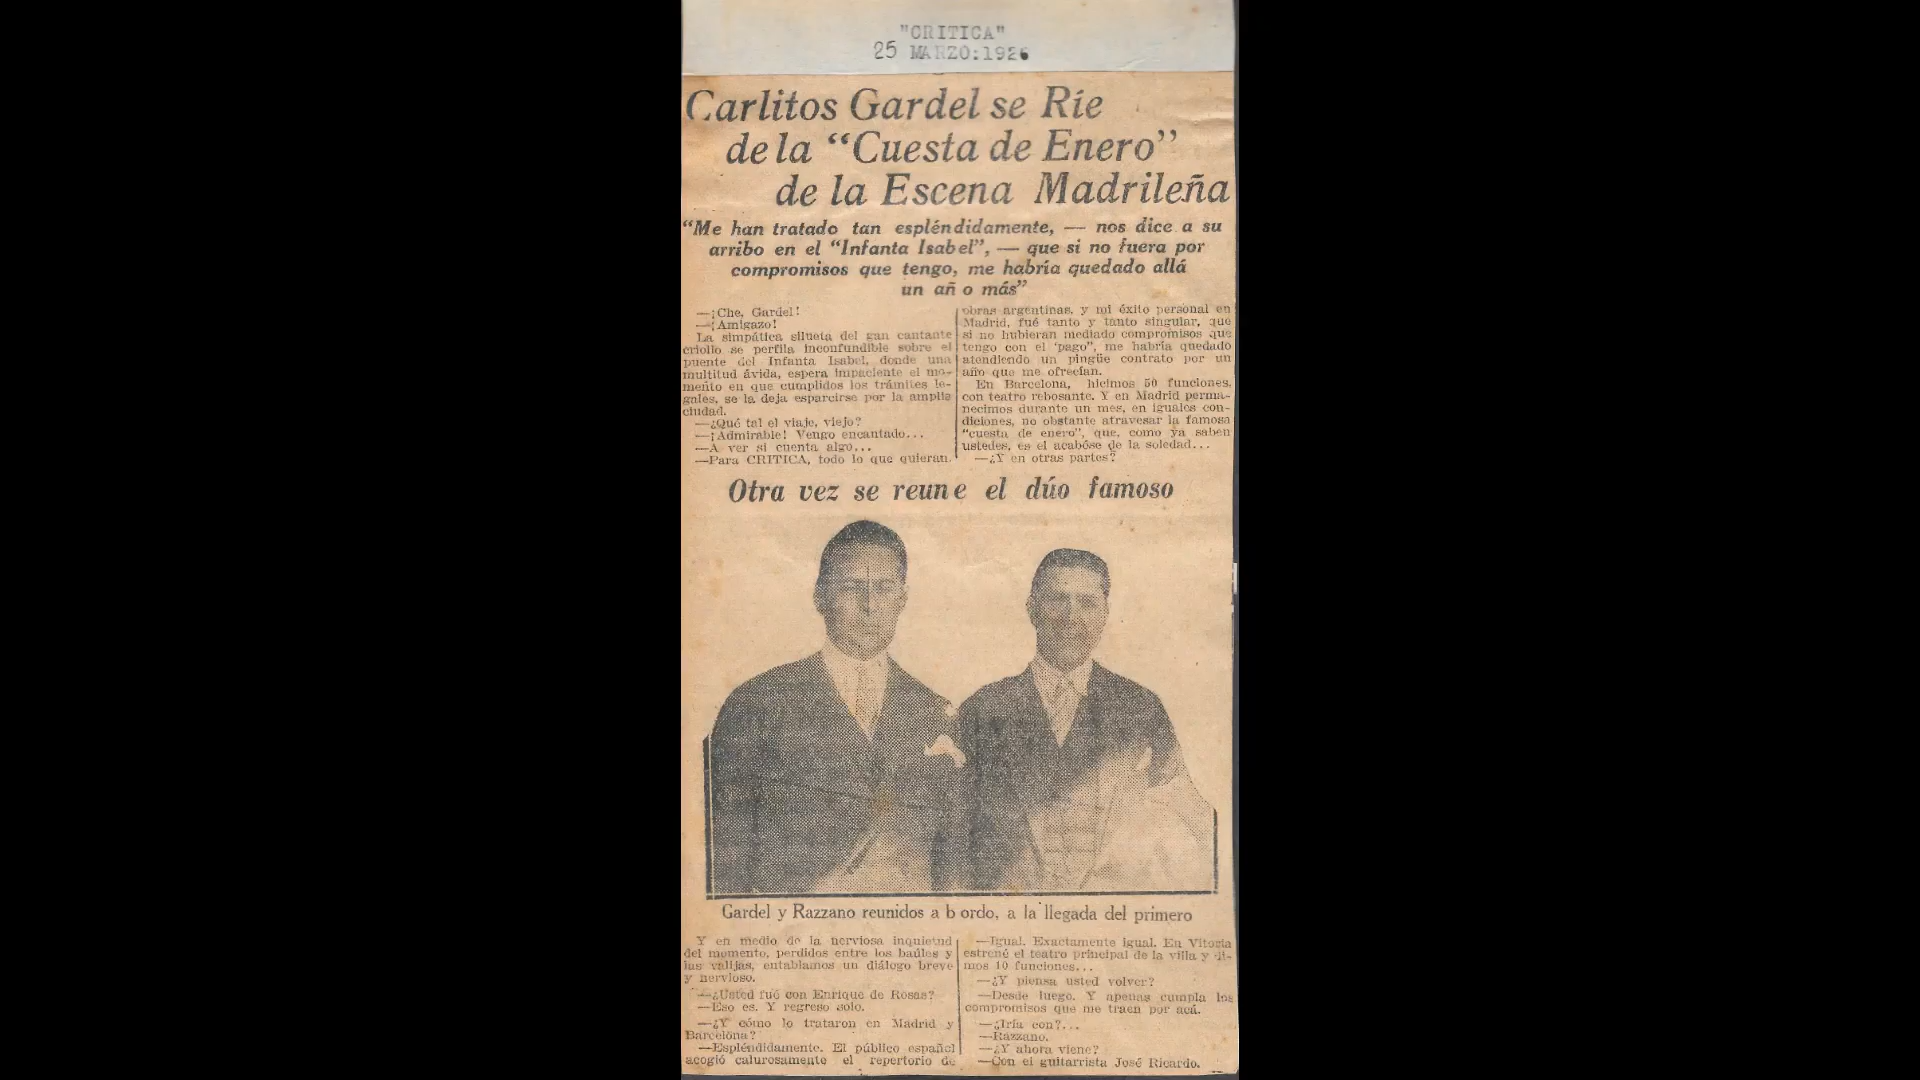 "CRITICA"
25 MARZO:1926
Carlitos Gardel se Ríe
de la “Cuesta de Enero”
de la Escena Madrileña
“Me han tratado tan espléndidamente, — nos dice a su
arribo en el “Infanta Isabel”, — que si no fuera por
compromisos que tengo, me habría quedado allá
un añ o más”
—¡Che, Gardel!
—¡Amigazo!
La simpática silueta del gan cantante
criollo se perfila inconfundible sobre el
puente del Infanta Isabel, donde una
multitud ávida, espera impaciente el mo-
mento en que cumplidos los trámites le-
gales, se la deja esparcirse por la amplia
ciudad.
—¿Qué tal el viaje, viejo?
—¡Admirable! Vengo encantado...
—A ver si cuenta algo...
—Para CRITICA, todo lo que quieran.
obras argentinas, y mi éxito personal en
Madrid, fué tanto y tanto singular, que
si no hubieran mediado compromisos que
tengo con el ‘pago”, me habría quedado
atendiendo un pingüe contrato por un
año que me ofrecían.
En Barcelona, hicimos 50 funciones,
con teatro rebosante. Y en Madrid perma-
necimos durante un mes, en iguales con-
diciones, no obstante atravesar la famosa
“cuesta de enero”, que, como ya saben
ustedes, es el acabóse de la soledad...
—¿Y en otras partes?
Otra vez se reune el dúo famoso
Gardel y Razzano reunidos a b ordo, a la llegada del primero
Y en medio de la nerviosa inquietud
del momento, perdidos entre los baúles y
las valijas, entablamos un diálogo breve
y nervioso.
—¿Usted fué con Enrique de Rosas?
—Eso es. Y regreso solo.
—¿Y cómo lo trataron en Madrid y
Barcelona?
—Espléndidamente. El público español
acogió calurosamente el repertorio de
—Igual. Exactamente igual. En Vitoria
estrené el teatro principal de la villa y di-
mos 10 funciones...
—¿Y piensa usted volver?
—Desde luego. Y apenas cumpla los
compromisos que me traen por acá.
—¿Iría con?...
—Razzano.
—¿Y ahora viene?
—Con el guitarrista José Ricardo.